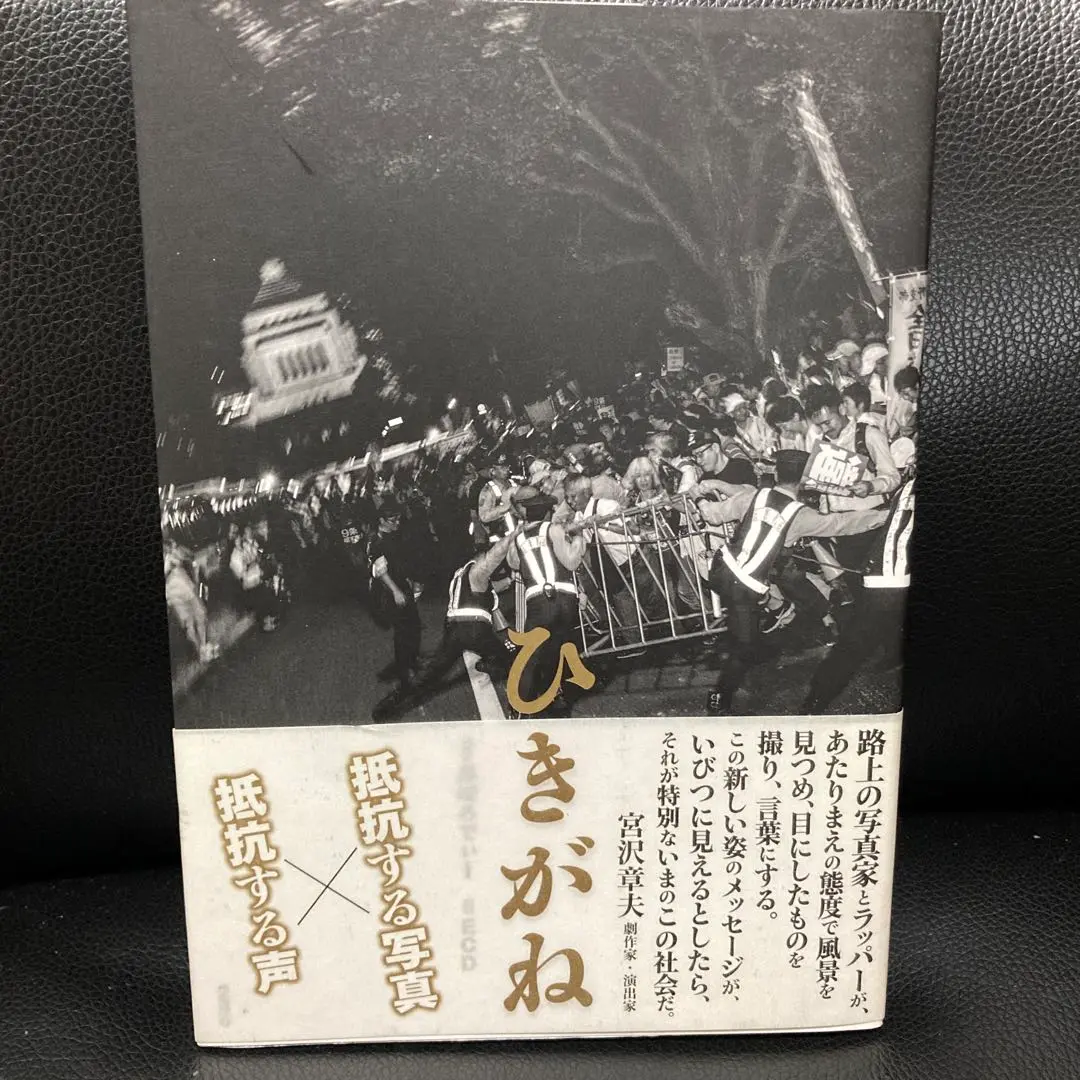 ひきがね
路上の写真家とラッパーが、
あたりまえの態度で風景を
見つめ、目にしたものを
撮り、言葉にする。
この新しい姿のメッセージが、
いびつに見えるとしたら、
それが特別ないまのこの社会だ。
宮沢章夫 劇作家・演出家
抵抗する写真
×
抵抗する声